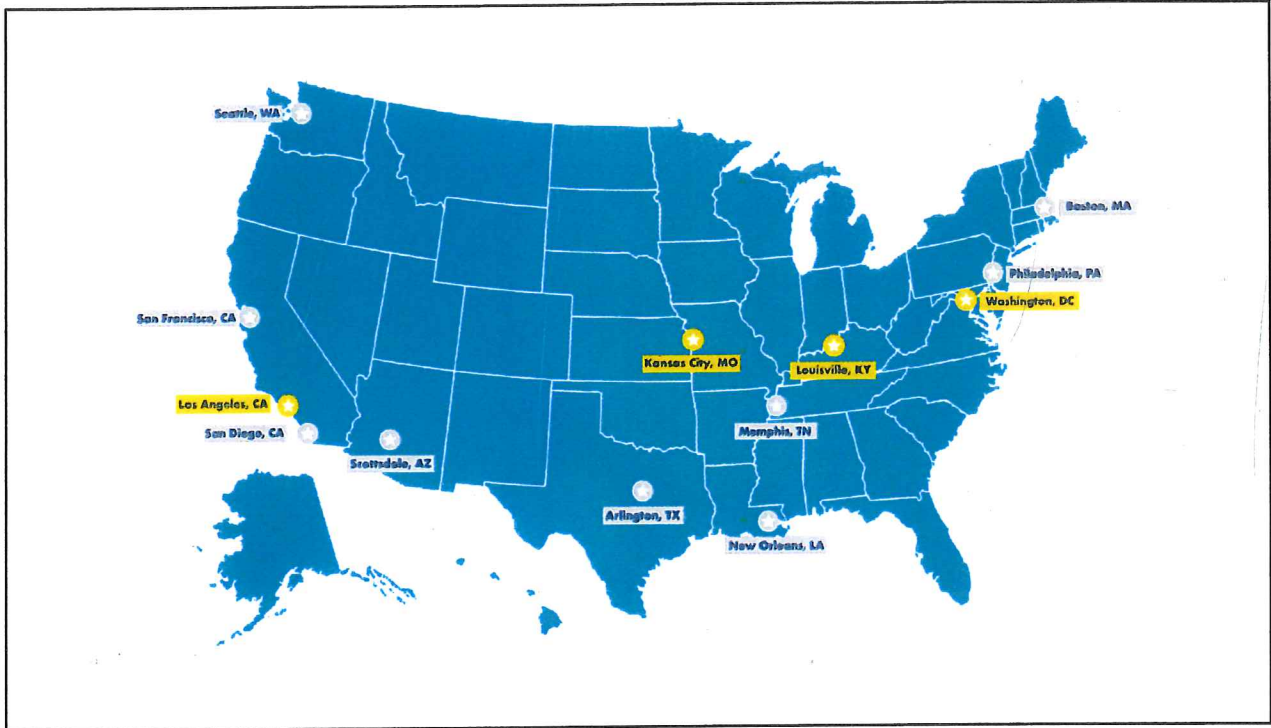 Seattle, WA
Boston, MA
Philadelphia, PA
Washington, DC
San Francisco, CA
Kansas City, MO
Louisville, KY
Los Angeles, CA
San Diego, CA
Memphis, TN
Scottsdale, AZ
Arlington, TX
New Orleans, LA